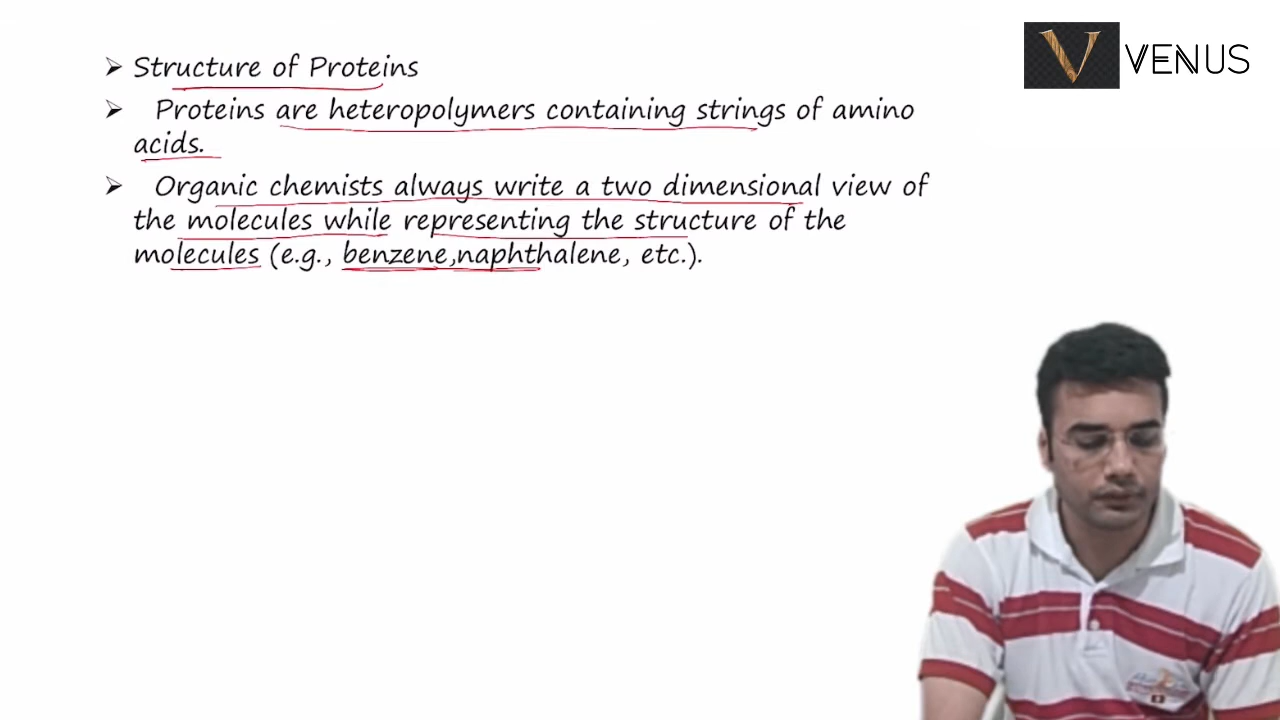 Structure of Proteins
Proteins are heteropolymers containing strings of amino
acids.
Organic chemists always write a two dimensional view of
the molecules while representing the structure of the
molecules (e.g., benzene,naphthalene, etc.).
V VENUS